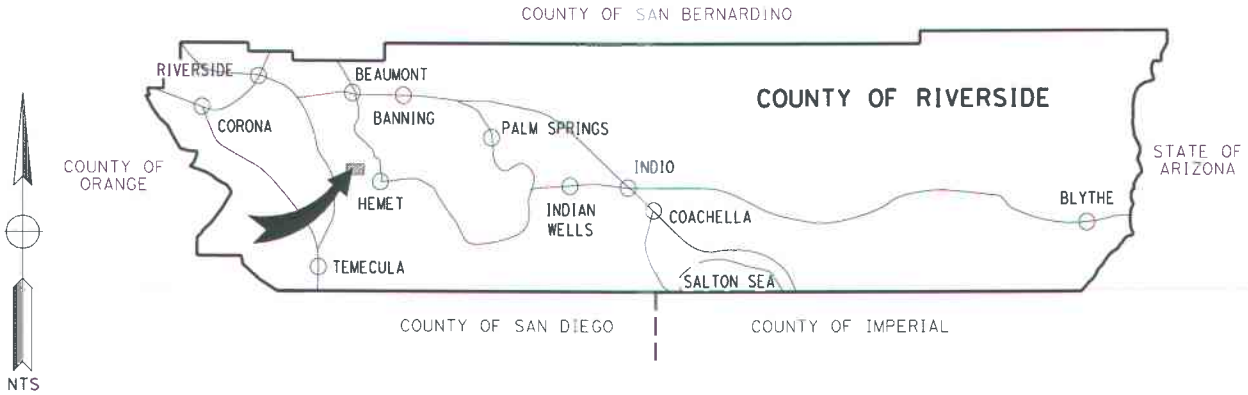 COUNTY OF SAN BERNARDINO
RIVERSIDE
BEAUMONT
COUNTY OF RIVERSIDE
CORONA
BANNING
PALM SPRINGS
COUNTY OF
ORANGE
INDIO
STATE OF
ARIZONA
HEMET
INDIAN
WELLS
COACHELLA
BLYTHE
TEMECULA
SALTON SEA
COUNTY OF SAN DIEGO
COUNTY OF IMPERIAL
NTS